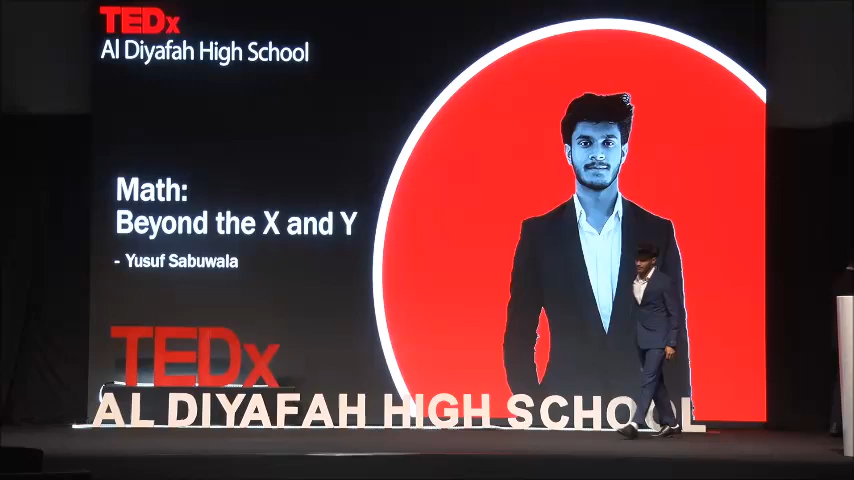 TEDx
Al Diyafah High School
Math:
Beyond the X and Y
- Yusuf Sabuwala
TEDx
AL DIYAFAH HIGH SCHOOL